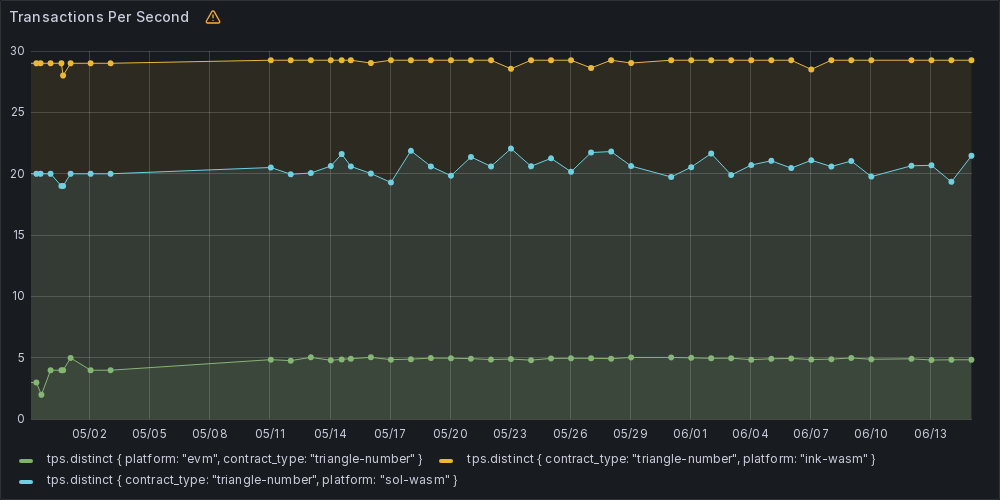 Transactions Per Second
30
25
20
15
10
5
0
05/02 05/05 05/08 05/11 05/14 05/17 05/20 05/23 05/26 05/29 06/01 06/04 06/07 06/10 06/13
tps.distinct { platform: "evm", contract_type: "triangle-number" } tps.distinct { contract_type: "triangle-number", platform: "ink-wasm" }
tps.distinct { contract_type: "triangle-number", platform: "sol-wasm" }